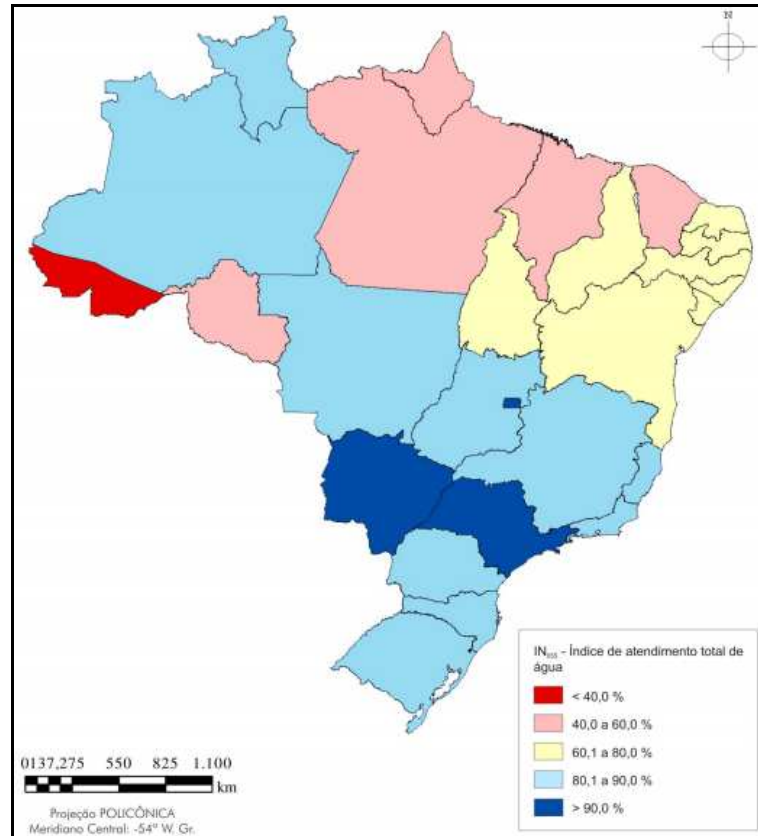 N
IN₀₅₅ - Índice de atendimento total de
água
< 40,0 %
40,0 a 60,0 %
60,1 a 80,0 %
80,1 a 90,0 %
> 90,0 %
0137,275 550 825 1.100
km
Projeção POLICÔNICA
Meridiano Central: -54º W. Gr.